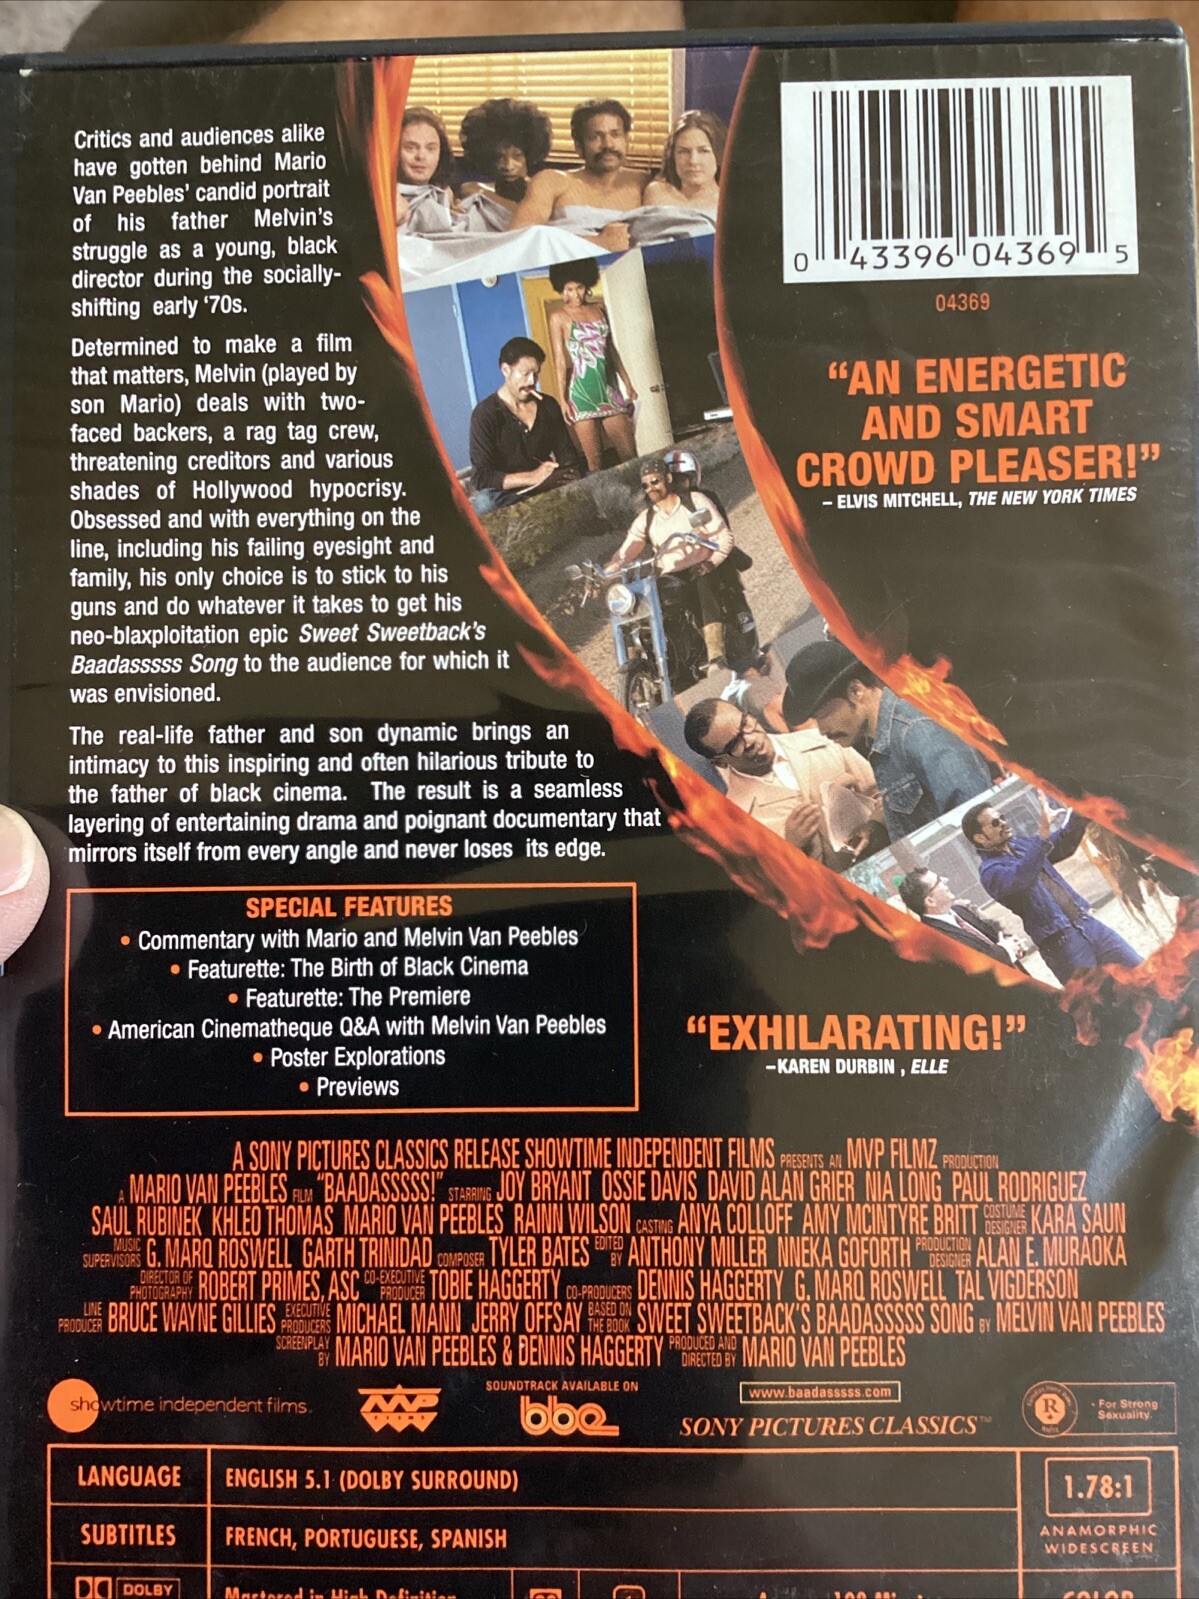 Critics and audiences alike
have gotten behind Mario
Van Peebles' candid portrait
of his father Melvin's
struggle as a young, black
director during the socially-
shifting early '70s.
Determined to make a film
that matters, Melvin (played by
son Mario) deals with two-
faced backers, a rag tag crew,
threatening creditors and various
shades of Hollywood hypocrisy.
Obsessed and with everything on the
line, including his failing eyesight and
family, his only choice is to stick to his
guns and do whatever it takes to get his
neo-blaxploitation epic Sweet Sweetback's
Baadasssss Song to the audience for which it
was envisioned.
The real-life father and son dynamic brings an
intimacy to this inspiring and often hilarious tribute to
the father of black cinema. The result is a seamless
layering of entertaining drama and poignant documentary that
mirrors itself from every angle and never loses its edge.
0 43396 04369 5
04369
"AN ENERGETIC
AND SMART
CROWD PLEASER!"
– ELVIS MITCHELL, THE NEW YORK TIMES
SPECIAL FEATURES
• Commentary with Mario and Melvin Van Peebles
• Featurette: The Birth of Black Cinema
• Featurette: The Premiere
• American Cinematheque Q&A with Melvin Van Peebles
• Poster Explorations
• Previews
"EXHILARATING!"
–KAREN DURBIN , ELLE
A SONY PICTURES CLASSICS RELEASE SHOWTIME INDEPENDENT FILMS PRESENTS AN MVP FILMZ PRODUCTION
A MARIO VAN PEEBLES FILM "BAADASSSSS!" STARRING JOY BRYANT OSSIE DAVIS DAVID ALAN GRIER NIA LONG PAUL RODRIGUEZ
SAUL RUBINEK KHLEO THOMAS MARIO VAN PEEBLES RAINN WILSON CASTING ANYA COLLOFF AMY MCINTYRE BRITT COSTUME DESIGNER KARA SAUN
MUSIC SUPERVISORS G. MARQ ROSWELL GARTH TRINIDAD COMPOSER TYLER BATES EDITED BY ANTHONY MILLER NNEKA GOFORTH PRODUCTION DESIGNER ALAN E. MURAOKA
DIRECTOR OF PHOTOGRAPHY ROBERT PRIMES, ASC CO-EXECUTIVE PRODUCER TOBIE HAGGERTY CO-PRODUCERS DENNIS HAGGERTY G. MARQ ROSWELL TAL VIGDERSON
LINE PRODUCER BRUCE WAYNE GILLIES EXECUTIVE PRODUCERS MICHAEL MANN JERRY OFFSAY BASED ON THE BOOK SWEET SWEETBACK'S BAADASSSSS SONG BY MELVIN VAN PEEBLES
SCREENPLAY BY MARIO VAN PEEBLES & DENNIS HAGGERTY PRODUCED AND DIRECTED BY MARIO VAN PEEBLES
showtime independent films.
SOUNDTRACK AVAILABLE ON
bbe
www.baadasssss.com
SONY PICTURES CLASSICS™
R
• For Strong
Sexuality.
LANGUAGE ENGLISH 5.1 (DOLBY SURROUND)
SUBTITLES FRENCH, PORTUGUESE, SPANISH
1.78:1
ANAMORPHIC
WIDESCREEN
DOLBY
Mastered in High Definition
COLOR